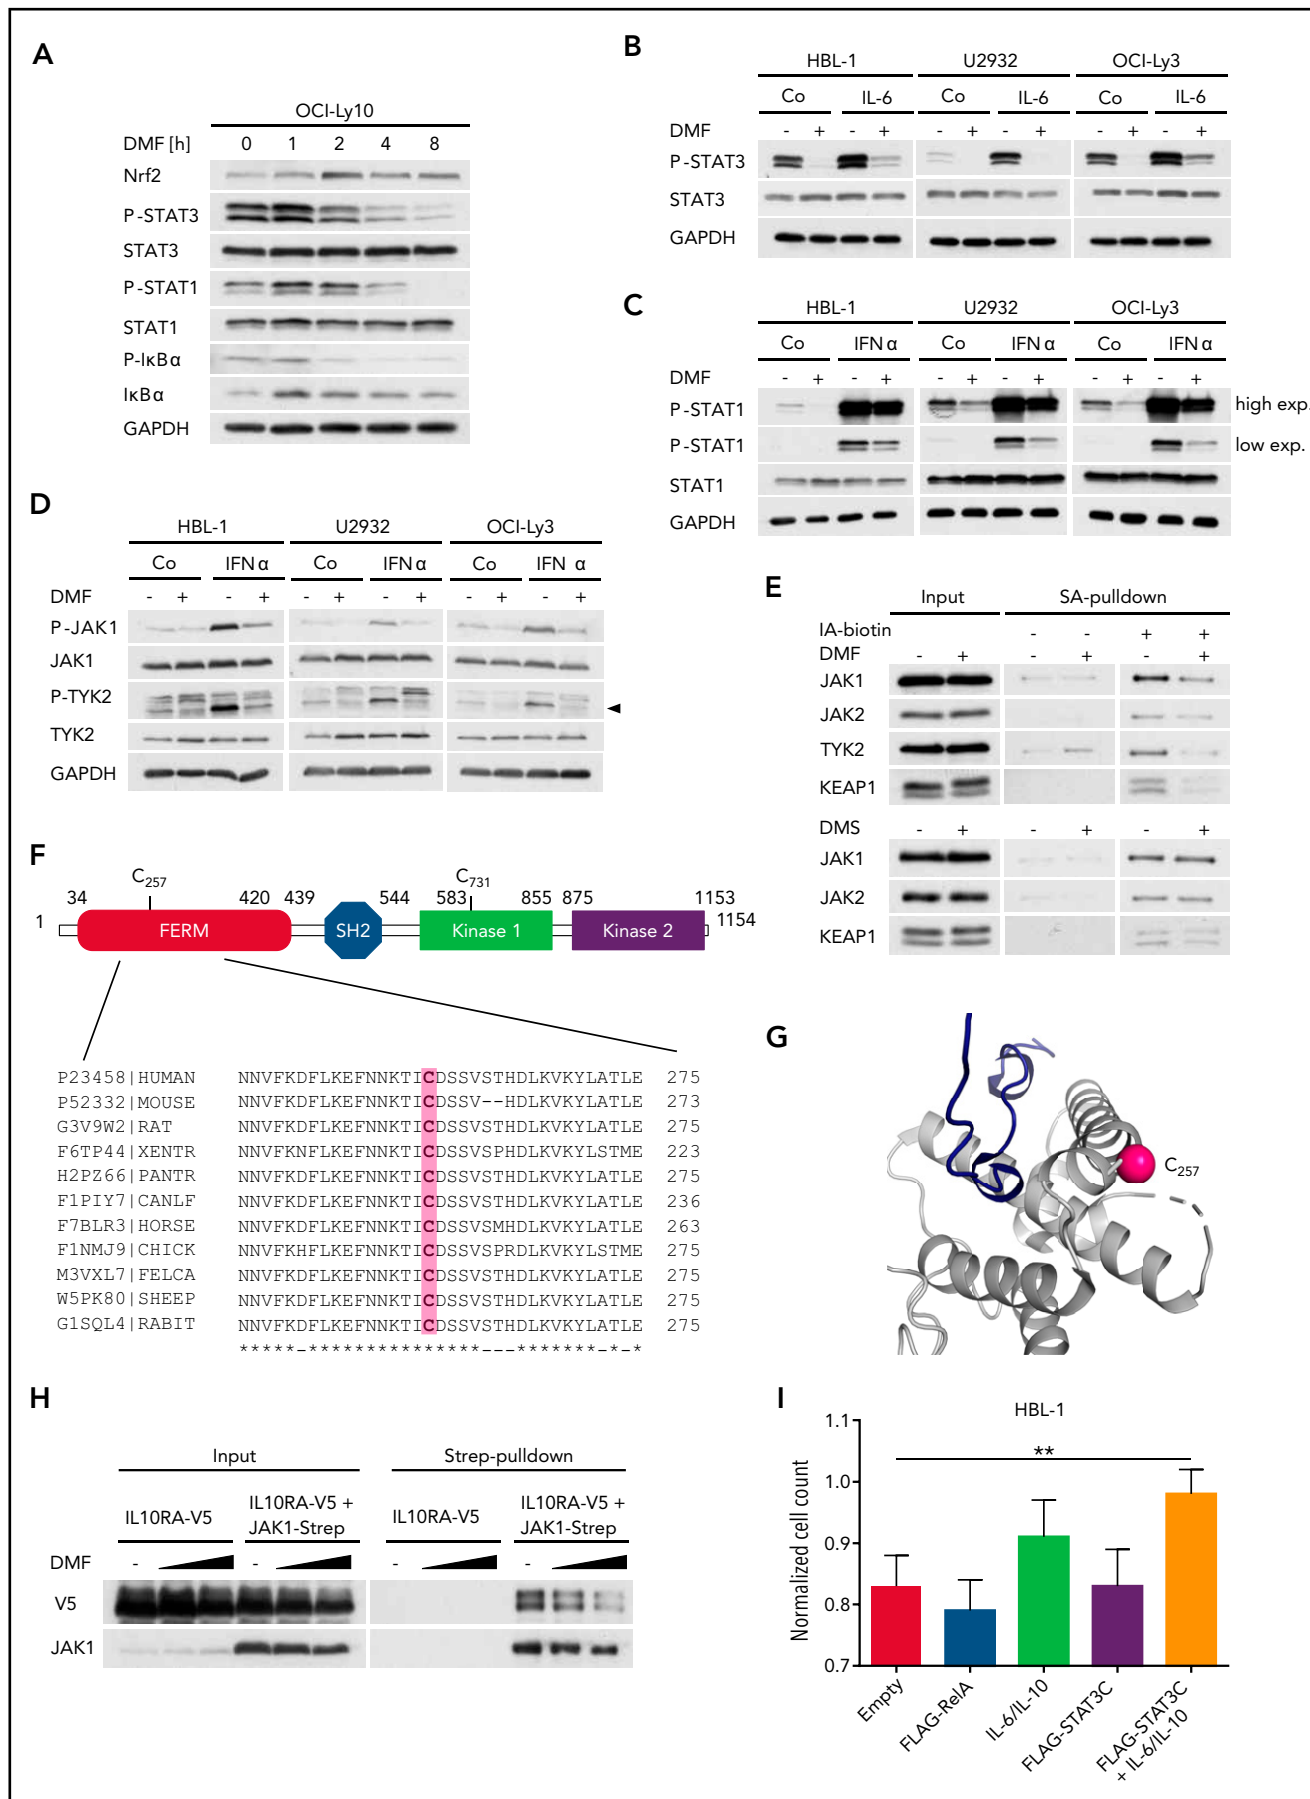 A
OCI-Ly10
DMF [h] 0 1 2 4 8
Nrf2
P-STAT3
STAT3
P-STAT1
STAT1
P-IκBα
IκBα
GAPDH
B
HBL-1 U2932 OCI-Ly3
Co IL-6 Co IL-6 Co IL-6
DMF - + - + - + - + - + - +
P-STAT3
STAT3
GAPDH
C
HBL-1 U2932 OCI-Ly3
Co IFN α Co IFN α Co IFN α
DMF - + - + - + - + - + - +
P-STAT1 high exp.
P-STAT1 low exp.
STAT1
GAPDH
D
HBL-1 U2932 OCI-Ly3
Co IFN α Co IFN α Co IFN α
DMF - + - + - + - + - + - +
P-JAK1
JAK1
P-TYK2
TYK2
GAPDH
E
Input SA-pulldown
IA-biotin - - + +
DMF - + - + - +
JAK1
JAK2
TYK2
KEAP1
DMS - + - + - +
JAK1
JAK2
KEAP1
F
C257 C731
34 420 439 544 583 855 875 1153
1 FERM SH2 Kinase 1 Kinase 2 1154
P23458|HUMAN NNVFKDFLKEFNNKTICDSSVSTHDLKVKYLATLE 275
P52332|MOUSE NNVFKDFLKEFNNKTICDSSV--HDLKVKYLATLE 273
G3V9W2|RAT NNVFKDFLKEFNNKTICDSSVSTHDLKVKYLATLE 275
F6TP44|XENTR NNVFKNFLKEFNNKTICDSSVSPHDLKVKYLSTME 223
H2PZ66|PANTR NNVFKDFLKEFNNKTICDSSVSTHDLKVKYLATLE 275
F1PIY7|CANLF NNVFKDFLKEFNNKTICDSSVSTHDLKVKYLATLE 236
F7BLR3|HORSE NNVFKDFLKEFNNKTICDSSVSMHDLKVKYLATLE 263
F1NMJ9|CHICK NNVFKHFLKEFNNKTICDSSVSPRDLKVKYLSTME 275
M3VXL7|FELCA NNVFKDFLKEFNNKTICDSSVSTHDLKVKYLATLE 275
W5PK80|SHEEP NNVFKDFLKEFNNKTICDSSVSTHDLKVKYLATLE 275
G1SQL4|RABIT NNVFKDFLKEFNNKTICDSSVSTHDLKVKYLATLE 275
*****-***************---*******-*-*
G
C257
H
Input Strep-pulldown
IL10RA-V5 IL10RA-V5 + JAK1-Strep IL10RA-V5 IL10RA-V5 + JAK1-Strep
DMF - - - -
V5
JAK1
I
HBL-1
Normalized cell count
1.1
1.0
0.9
0.8
0.7
**
Empty
FLAG-RelA
IL-6/IL-10
FLAG-STAT3C
FLAG-STAT3C
+ IL-6/IL-10